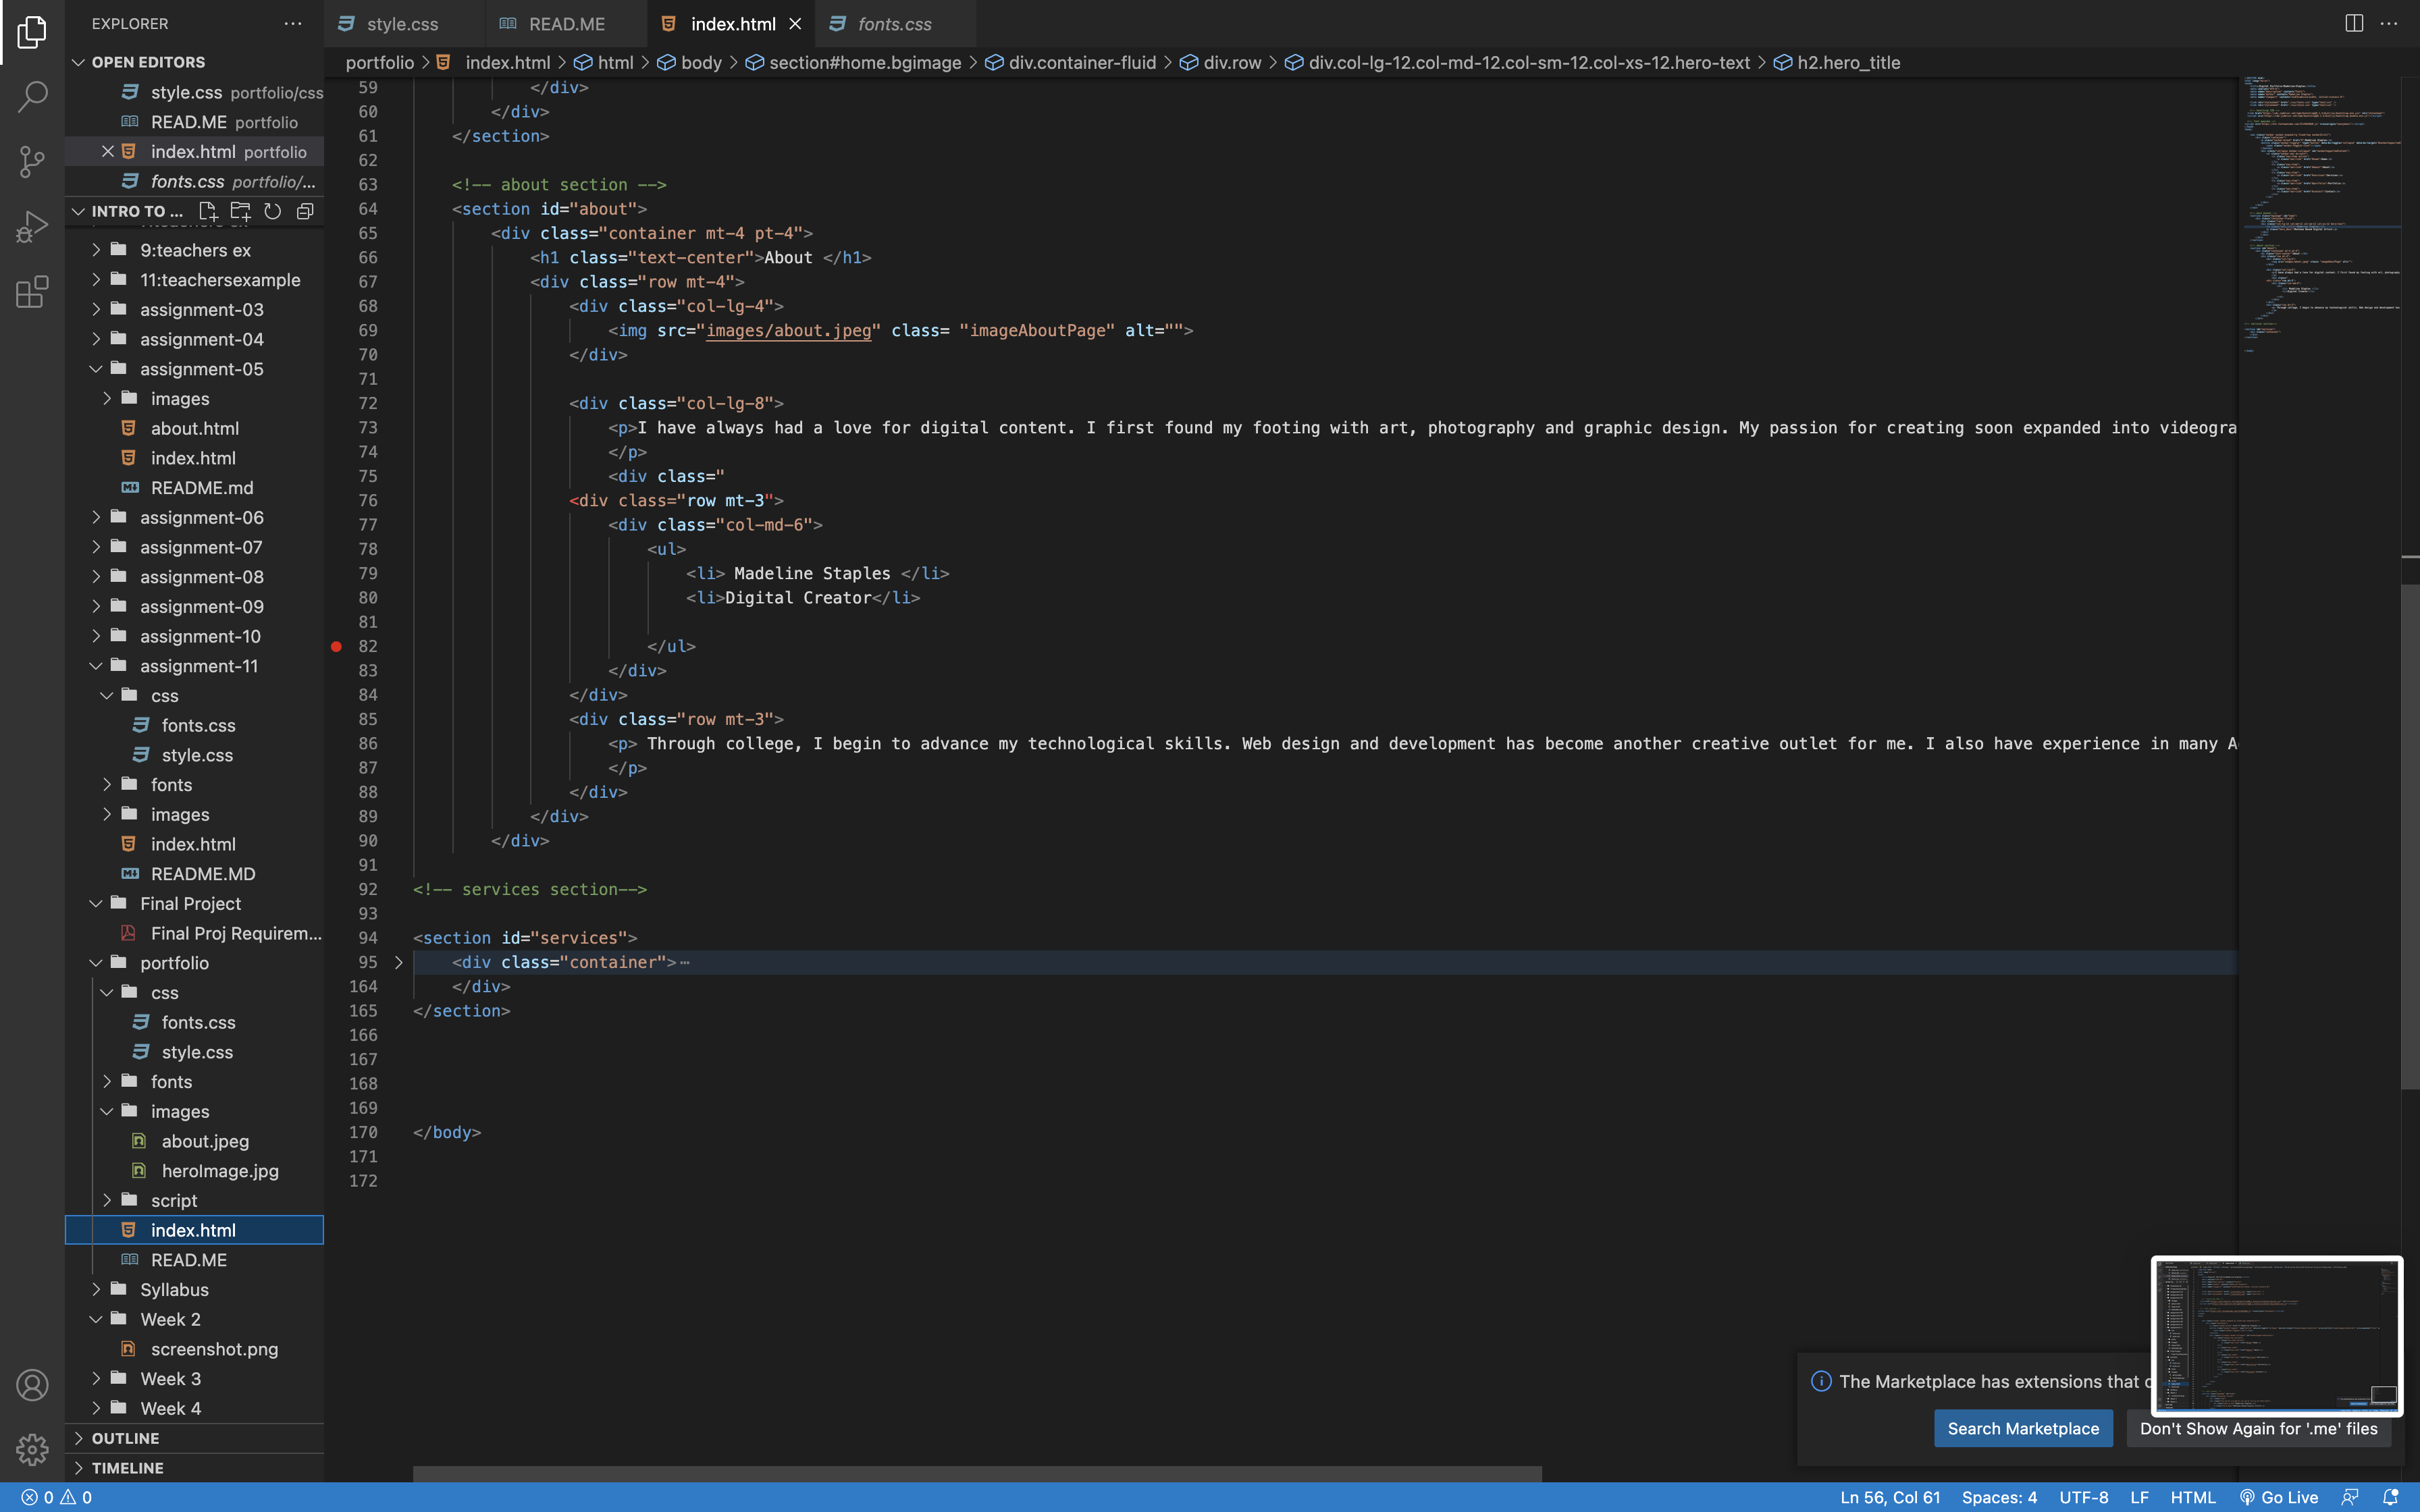 EXPLORER
OPEN EDITORS
style.css portfolio/css
READ.ME portfolio
index.html portfolio
fonts.css portfolio/...
INTRO TO ...
9:teachers ex
11:teachersexample
assignment-03
assignment-04
assignment-05
images
about.html
index.html
README.md
assignment-06
assignment-07
assignment-08
assignment-09
assignment-10
assignment-11
css
fonts.css
style.css
fonts
images
index.html
README.MD
Final Project
Final Proj Requirem...
portfolio
css
fonts.css
style.css
fonts
images
about.jpeg
heroImage.jpg
script
index.html
READ.ME
Syllabus
Week 2
screenshot.png
Week 3
Week 4
OUTLINE
TIMELINE
style.css READ.ME index.html fonts.css
portfolio > index.html > html > body > section#home.bgimage > div.container-fluid > div.row > div.col-lg-12.col-md-12.col-sm-12.col-xs-12.hero-text > h2.hero_title
59 </div>
60 </div>
61 </section>
62
63 <!-- about section -->
64 <section id="about">
65 <div class="container mt-4 pt-4">
66 <h1 class="text-center">About </h1>
67 <div class="row mt-4">
68 <div class="col-lg-4">
69 <img src="images/about.jpeg" class= "imageAboutPage" alt="">
70 </div>
71
72 <div class="col-lg-8">
73 <p>I have always had a love for digital content. I first found my footing with art, photography and graphic design. My passion for creating soon expanded into videogra
74 </p>
75 <div class="
76 <div class="row mt-3">
77 <div class="col-md-6">
78 <ul>
79 <li> Madeline Staples </li>
80 <li>Digital Creator</li>
81
82 </ul>
83 </div>
84 </div>
85 <div class="row mt-3">
86 <p> Through college, I begin to advance my technological skills. Web design and development has become another creative outlet for me. I also have experience in many A
87 </p>
88 </div>
89 </div>
90 </div>
91
92 <!-- services section-->
93
94 <section id="services">
95 <div class="container">⋯
164 </div>
165 </section>
166
167
168
169
170 </body>
171
172
The Marketplace has extensions that
Search Marketplace Don't Show Again for '.me' files
0 0 Ln 56, Col 61 Spaces: 4 UTF-8 LF HTML Go Live